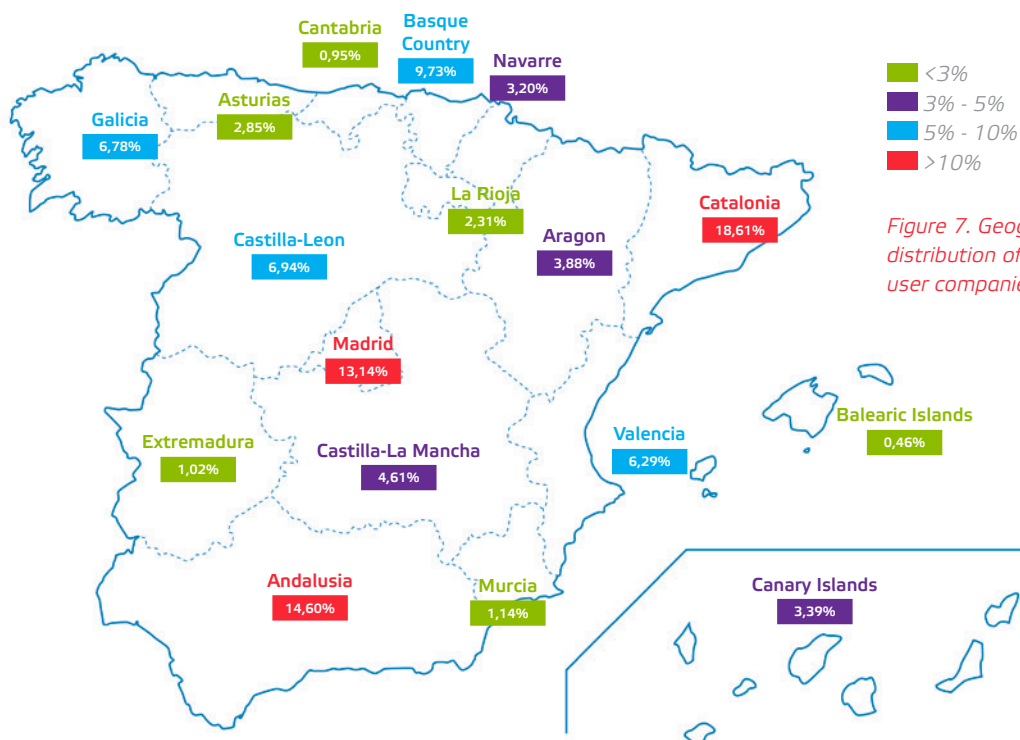 Cantabria
0,95%
Basque
Country
9,73%
Navarre
3,20%
<3%
3% - 5%
5% - 10%
>10%
Asturias
2,85%
Galicia
6,78%
La Rioja
2,31%
Catalonia
18,61%
Castilla-Leon
6,94%
Aragon
3,88%
Figure 7.
distribution of
user
Madrid
13,14%
Balearic Islands
0,46%
Extremadura
1,02%
Castilla-La Mancha
4,61%
Valencia
6,29%
Andalusia
14,60%
Murcia
1,14%
Canary Islands
3,39%